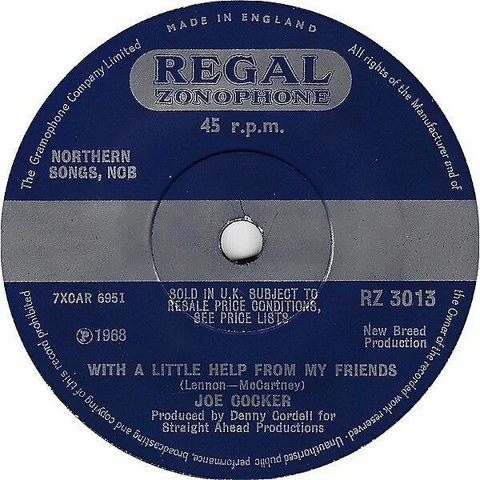 MADE IN ENGLAND
The Gramophone Company Limited
All rights of the Manufacturer and of
the Owner of the recorded work reserved. Unauthorised public performance, broadcasting and copying of this record prohibited
REGAL
ZONOPHONE
45 r.p.m.
NORTHERN
SONGS, NCB
7XCAR 6951
SOLD IN U.K. SUBJECT TO
RESALE PRICE CONDITIONS,
SEE PRICE LISTS
RZ 3013
Ⓟ1968
New Breed
Production
WITH A LITTLE HELP FROM MY FRIENDS
(Lennon—McCartney)
JOE COCKER
Produced by Denny Cordell for
Straight Ahead Productions